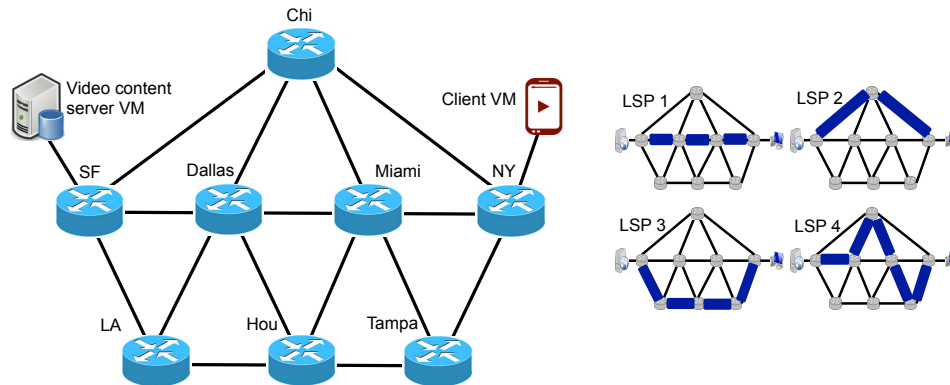 Chi
Video content
server VM
Client VM
SF
Dallas
Miami
NY
LA
Hou
Tampa
LSP 1
LSP 2
LSP 3
LSP 4